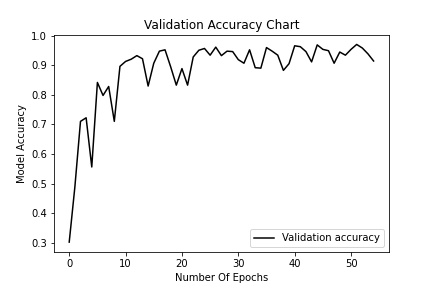 Validation Accuracy Chart
1.0
0.9
0.8
0.7
0.6
0.5
0.4
0.3
Model Accuracy
Validation accuracy
0 10 20 30 40 50
Number Of Epochs